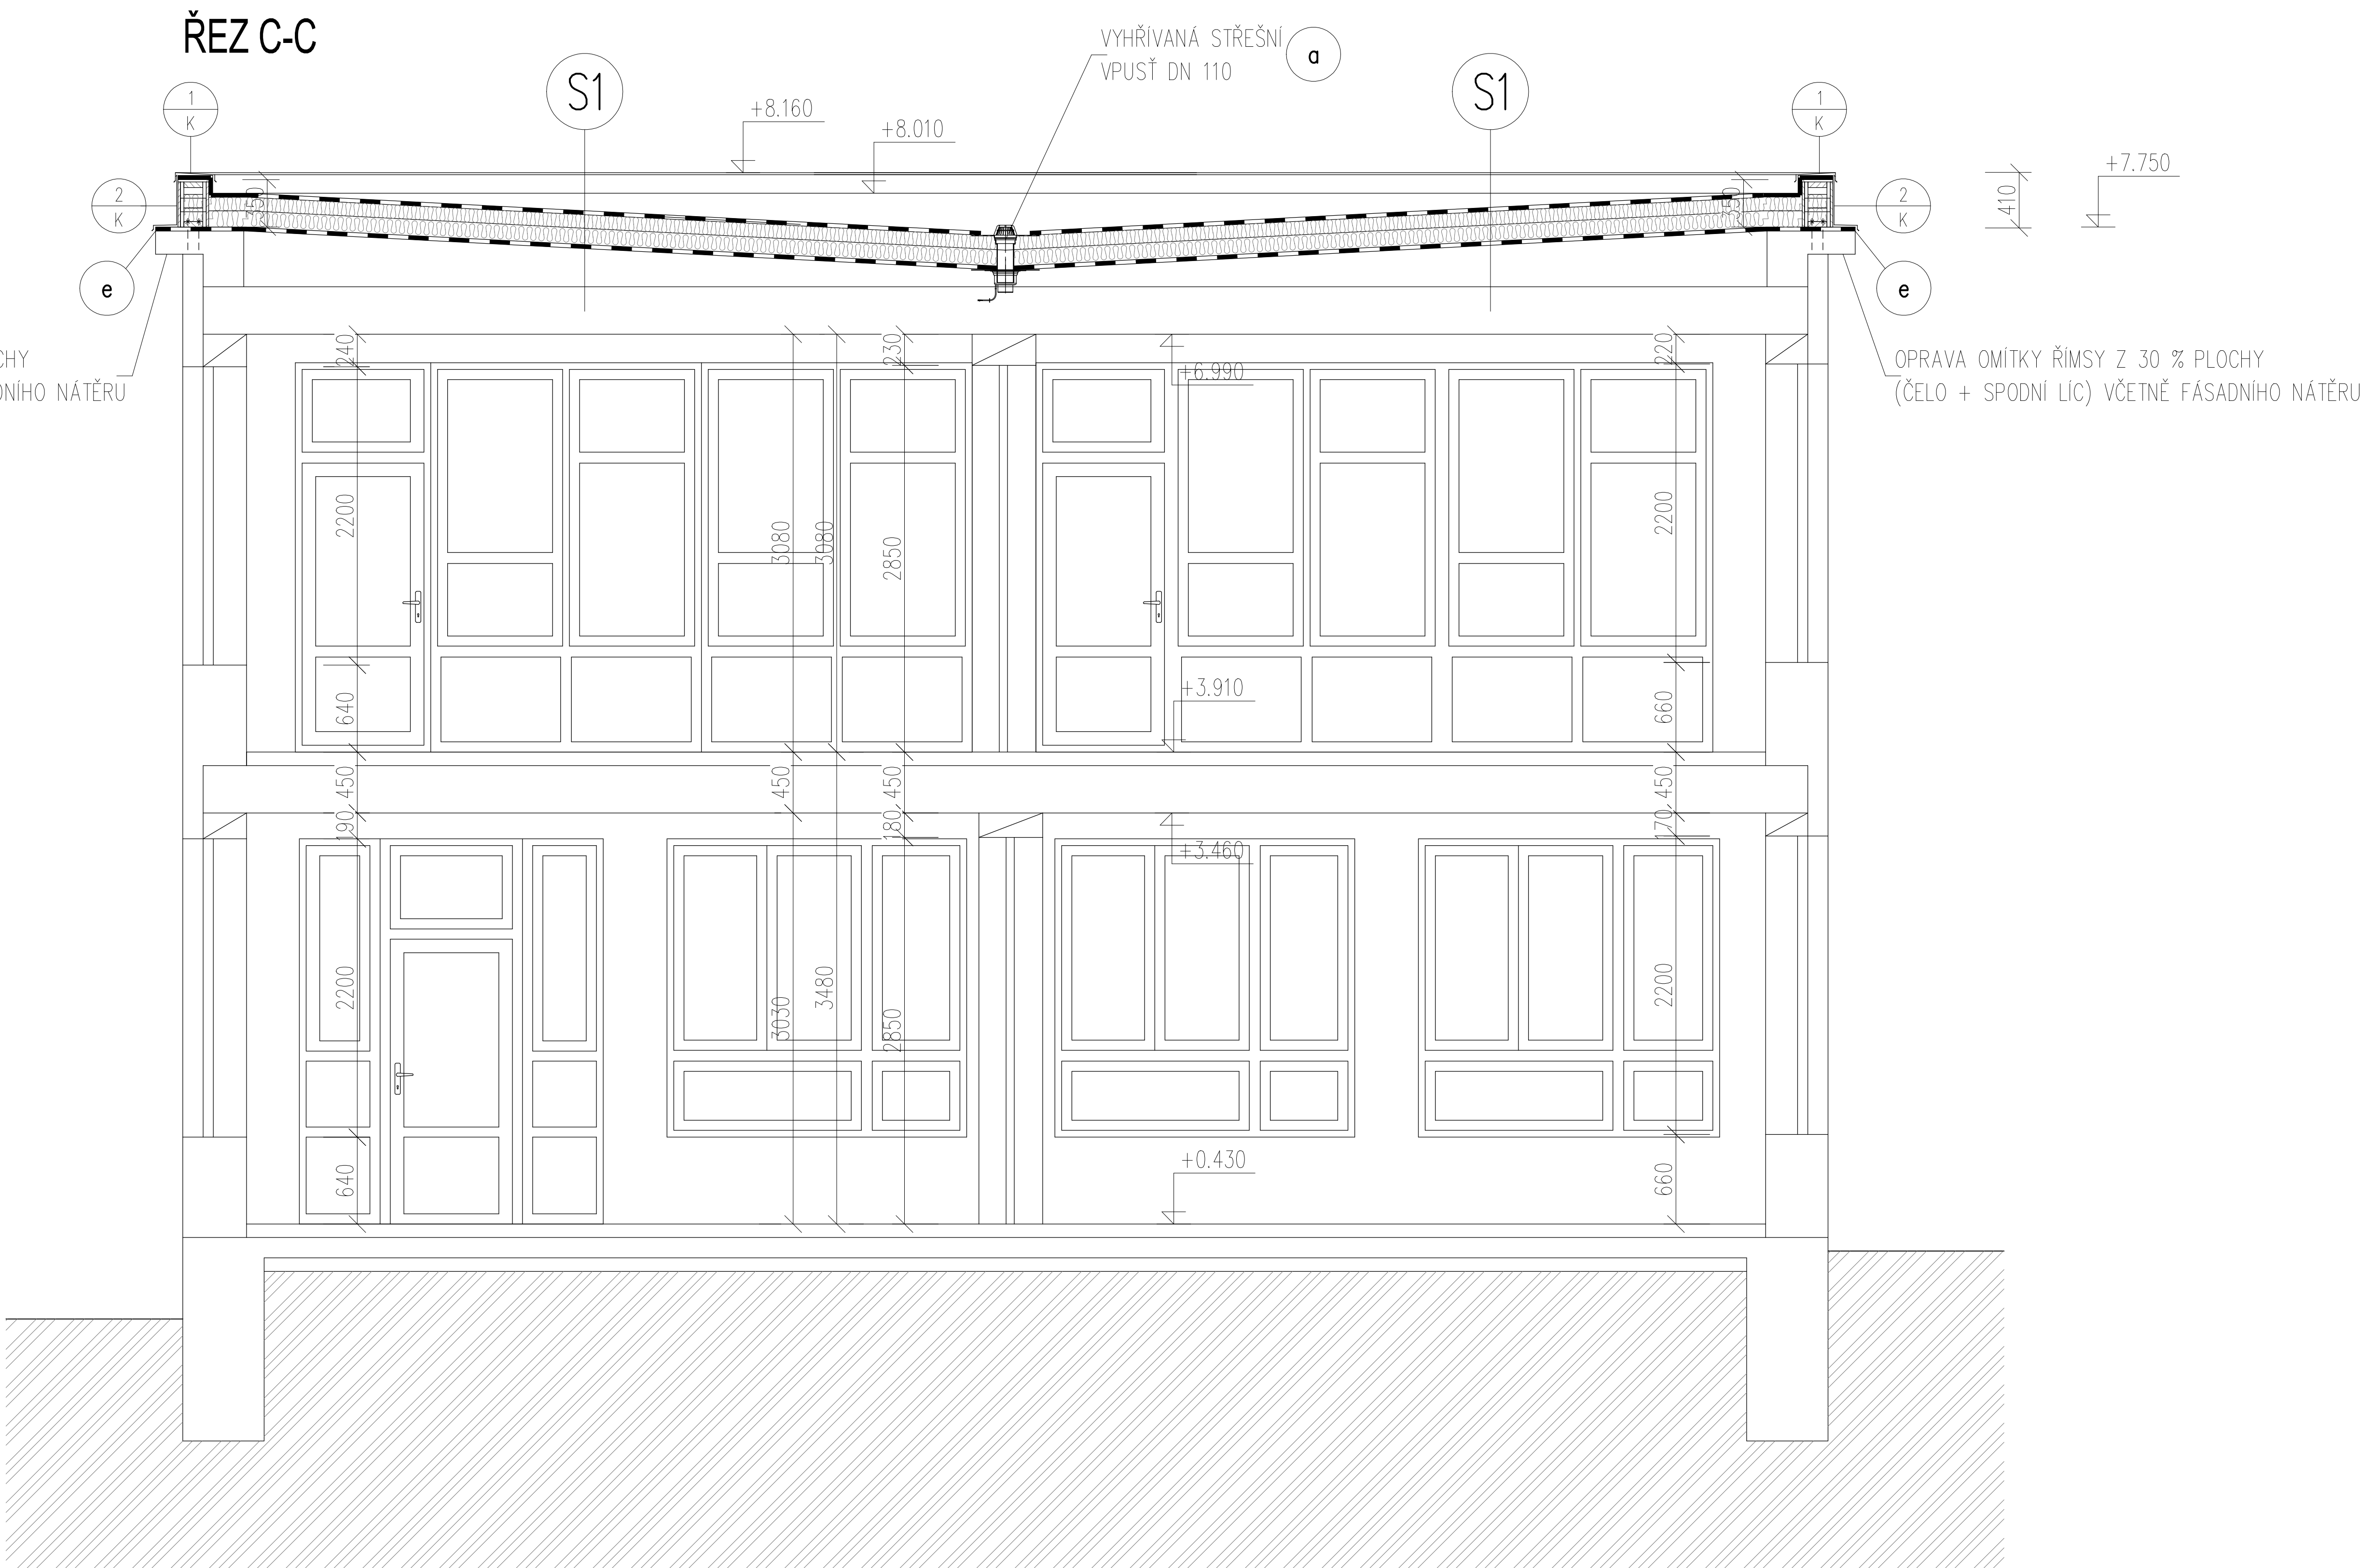 ŘEZ C-C
VYHŘÍVANÁ STŘEŠNÍ
VPUSŤ DN 110
a
S1
S1
1
K
1
K
+8.160
+8.010
+7.750
2
K
2
K
350
350
410
e
e
CHY
DNÍHO NÁTĚRU
OPRAVA OMÍTKY ŘÍMSY Z 30 % PLOCHY
(ČELO + SPODNÍ LÍC) VČETNĚ FÁSADNÍHO NÁTĚRU
240
230
220
+6.990
2200
3080
3080
2850
2200
640
+3.910
660
450
450
450
450
190
180
170
+3.460
2200
3030
3480
2850
2200
640
+0.430
660